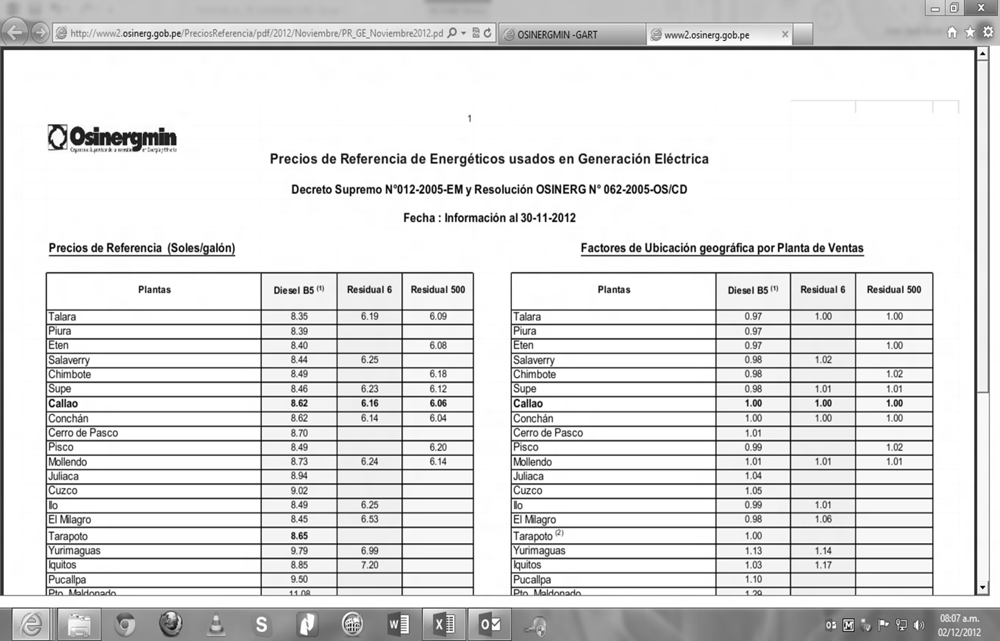 http://www2.osinerg.gob.pe/PreciosReferencia/pdf/2012/Noviembre/PR_GE_Noviembre2012.pd
OSINERGMIN -GART
www2.osinerg.gob.pe
1
Osinergmin
Precios de Referencia de Energéticos usados en Generación Eléctrica
Decreto Supremo N°012-2005-EM y Resolución OSINERG N° 062-2005-OS/CD
Fecha : Información al 30-11-2012
Precios de Referencia (Soles/galón)
Plantas Diesel B5 (1) Residual 6 Residual 500
Talara 8.35 6.19 6.09
Piura 8.39
Eten 8.40 6.08
Salaverry 8.44 6.25
Chimbote 8.49 6.18
Supe 8.46 6.23 6.12
Callao 8.62 6.16 6.06
Conchán 8.62 6.14 6.04
Cerro de Pasco 8.70
Pisco 8.49 6.20
Mollendo 8.73 6.24 6.14
Juliaca 8.94
Cuzco 9.02
Ilo 8.49 6.25
El Milagro 8.45 6.53
Tarapoto 8.65
Yurimaguas 9.79 6.99
Iquitos 8.85 7.20
Pucallpa 9.50
Pto. Maldonado 11.08
Factores de Ubicación geográfica por Planta de Ventas
Plantas Diesel B5 (1) Residual 6 Residual 500
Talara 0.97 1.00 1.00
Piura 0.97
Eten 0.97 1.00
Salaverry 0.98 1.02
Chimbote 0.98 1.02
Supe 0.98 1.01 1.01
Callao 1.00 1.00 1.00
Conchán 1.00 1.00 1.00
Cerro de Pasco 1.01
Pisco 0.99 1.02
Mollendo 1.01 1.01 1.01
Juliaca 1.04
Cuzco 1.05
Ilo 0.99 1.01
El Milagro 0.98 1.06
Tarapoto (2) 1.00
Yurimaguas 1.13 1.14
Iquitos 1.03 1.17
Pucallpa 1.10
Pto. Maldonado 1.29
08:07 a.m.
02/12/2012